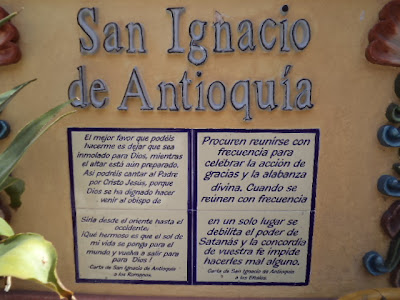 San Ignacio
de Antioquía
El mejor favor que podéis
hacerme es dejar que sea
inmolado para Dios, mientras
el altar está aún preparado.
Así podréis cantar al Padre
por Cristo Jesús, porque
Dios se ha dignado hacer
venir al obispo de
Siria desde el oriente hasta el
occidente.
¡Qué hermoso es que el sol de
mi vida se ponga para el
mundo y vuelva a salir para
para Dios!
Carta de San Ignacio de Antioquía
a los Romanos.
Procuren reunirse con
frecuencia para
celebrar la acción de
gracias y la alabanza
divina. Cuando se
reúnen con frecuencia
en un solo lugar se
debilita el poder de
Satanás y la concordia
de vuestra fe impide
hacerles mal alguno.
Carta de San Ignacio de Antioquía
a los Efesios.